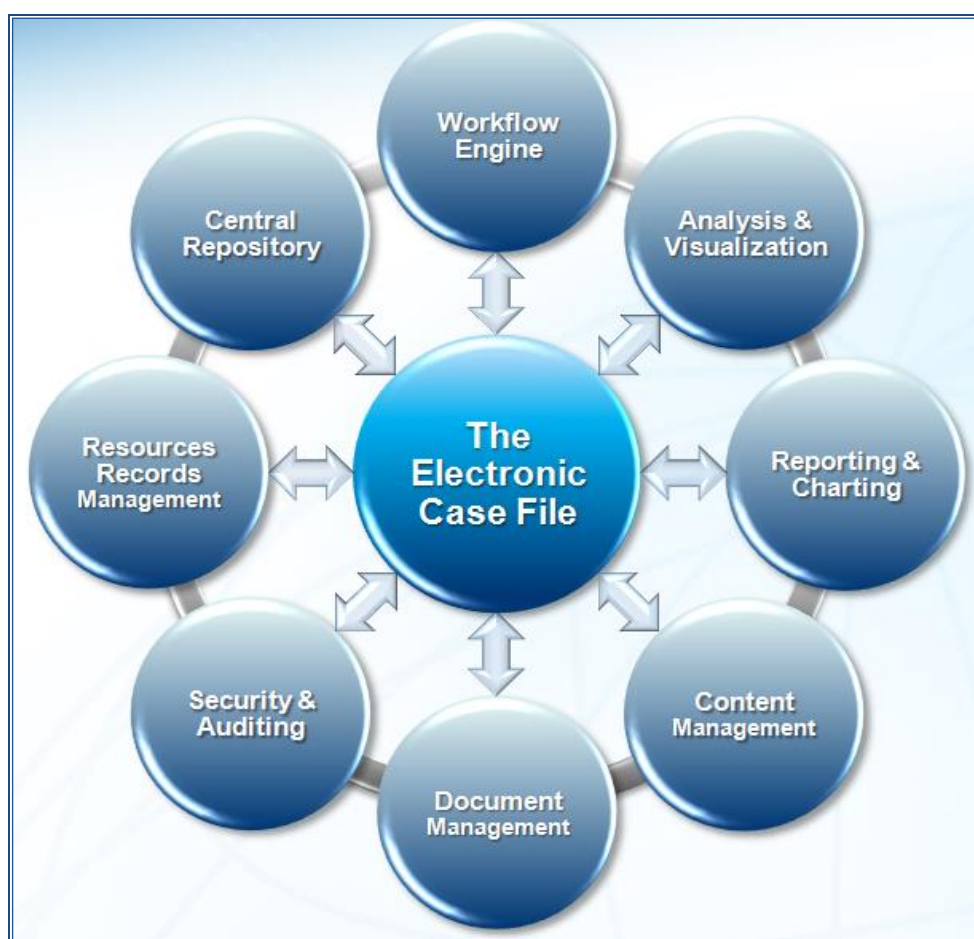 Workflow
Engine
Central
Repository
Analysis &
Visualization
Resources
Records
Management
The
Electronic
Case File
Reporting &
Charting
Security &
Auditing
Content
Management
Document
Management